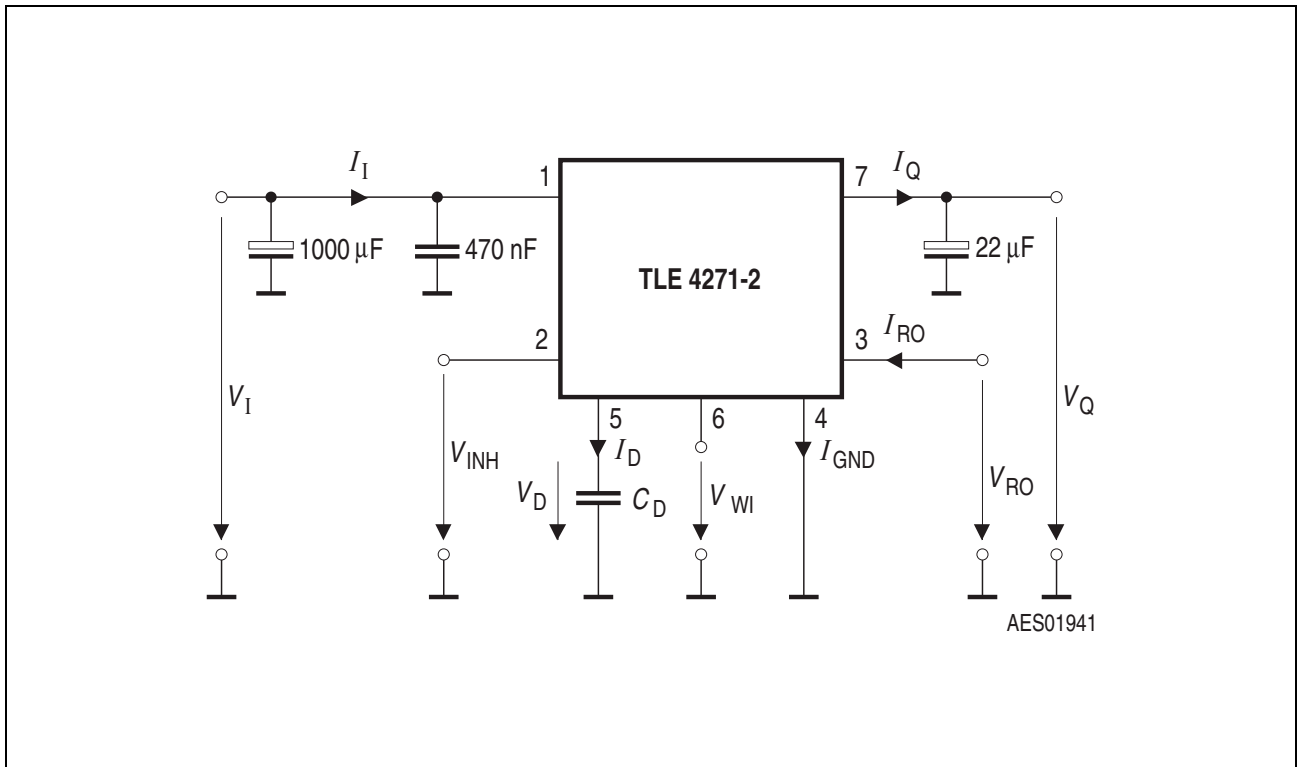 I_I
I_Q
1
7
1000 µF
470 nF
22 µF
TLE 4271-2
2
3
I_RO
V_I
V_INH
5
6
4
I_D
I_GND
V_D
C_D
V_WI
V_RO
V_Q
AES01941